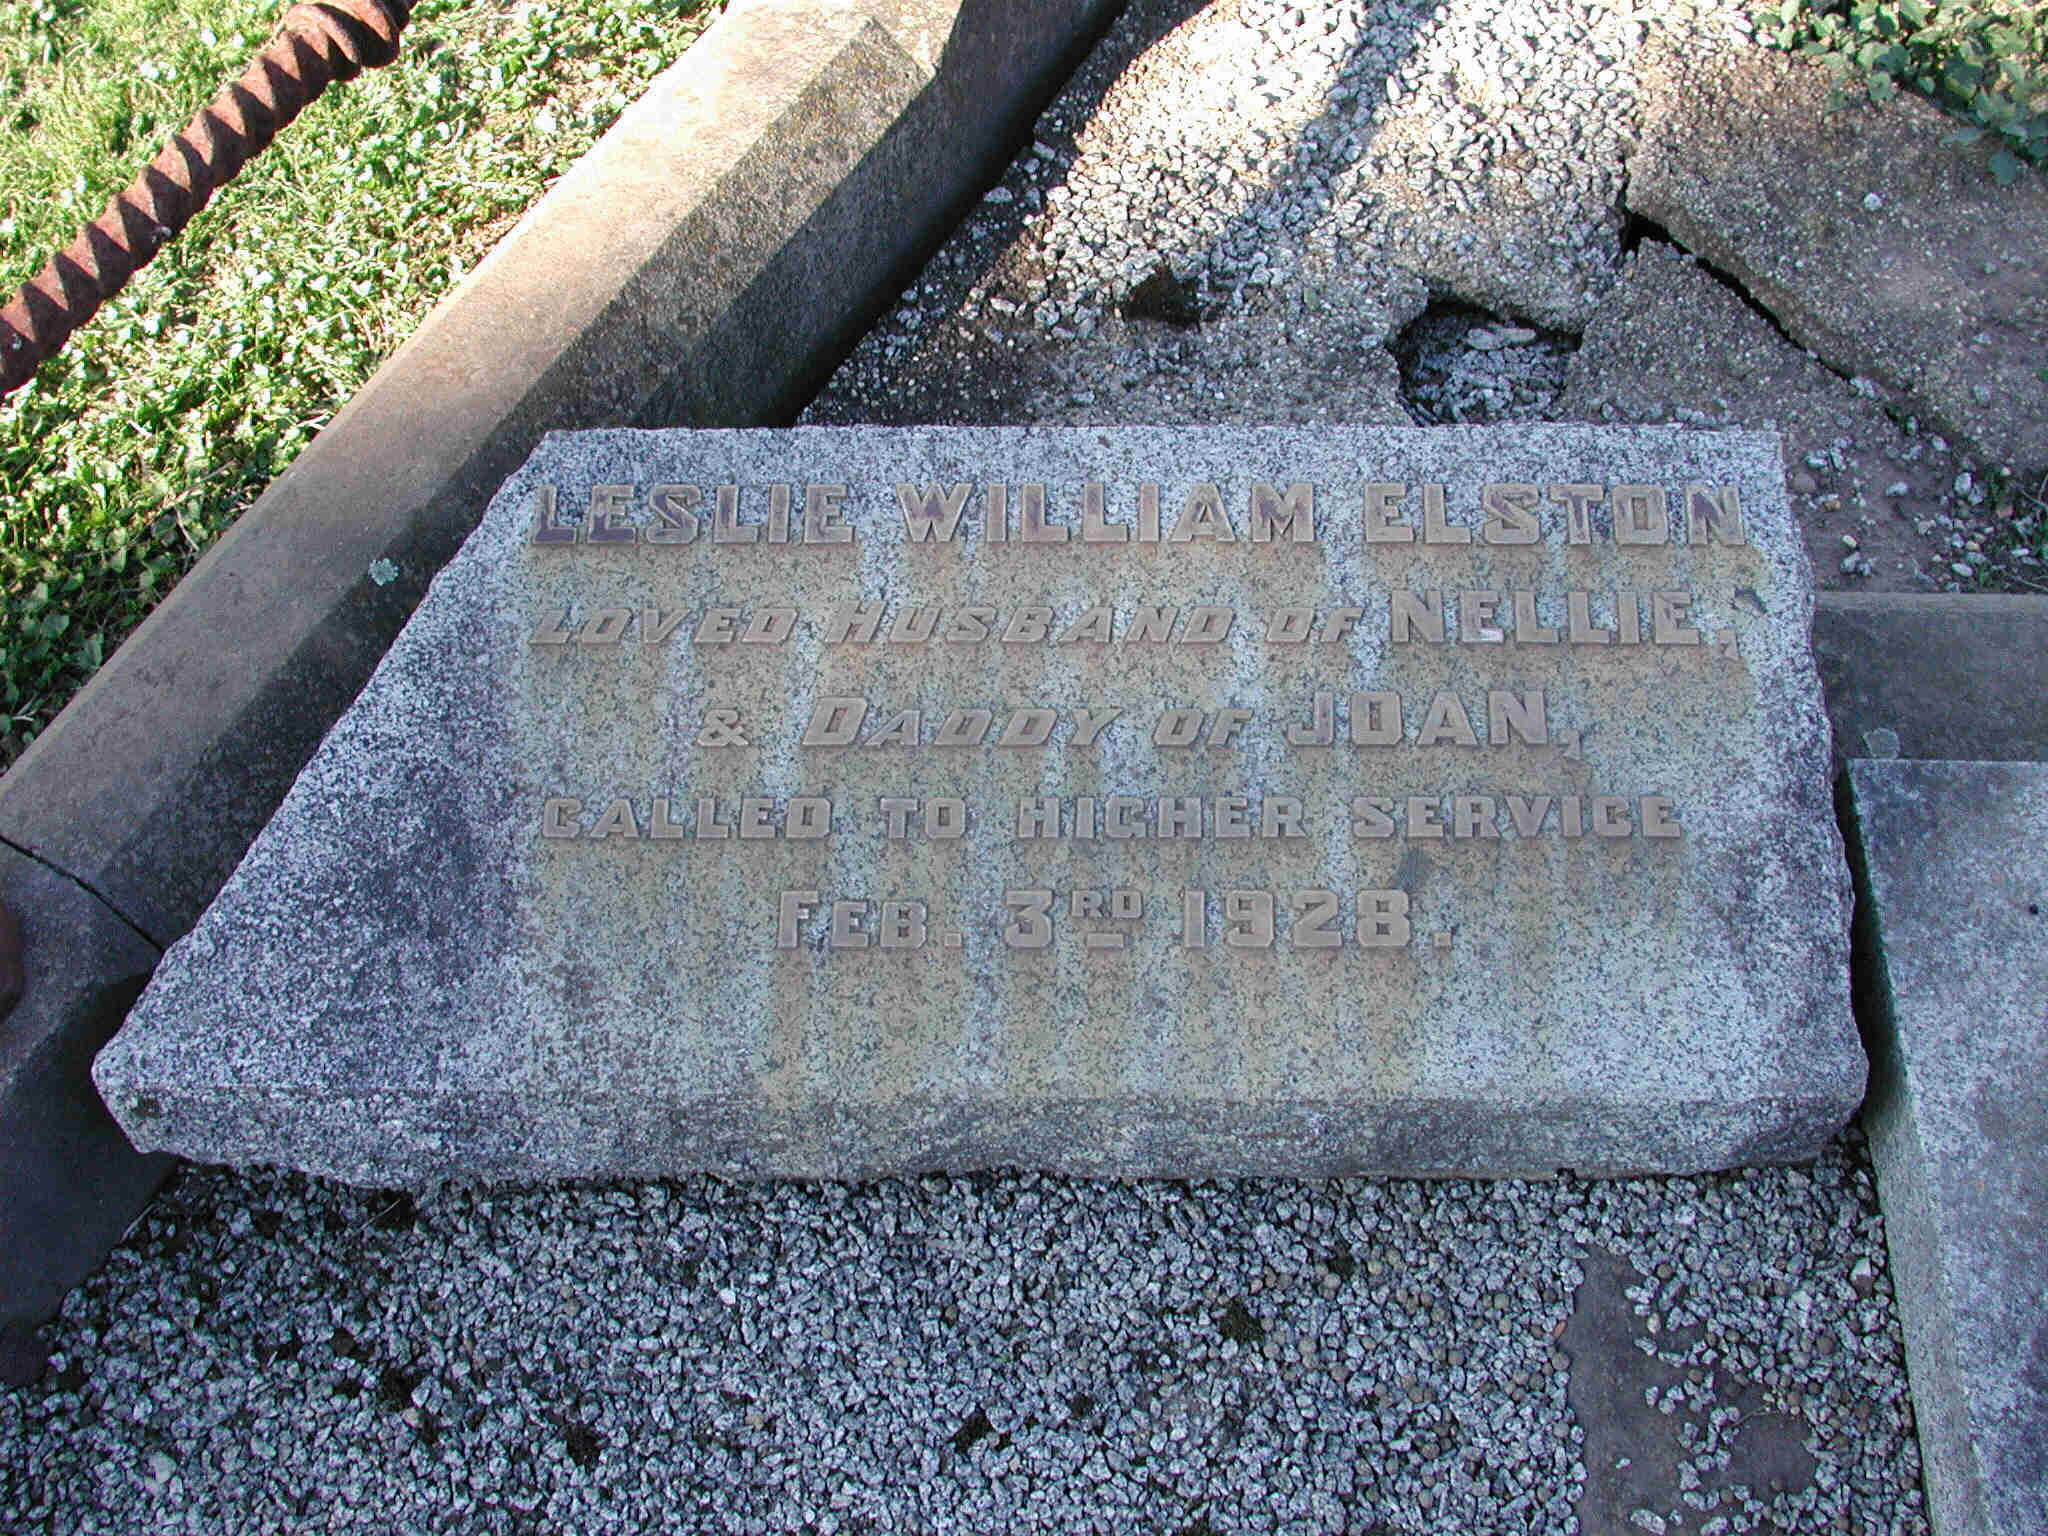 LESLIE WILLIAM ELSTON
LOVED HUSBAND OF NELLIE,
& DADDY OF JOAN,
CALLED TO HIGHER SERVICE
FEB. 3RD 1928.